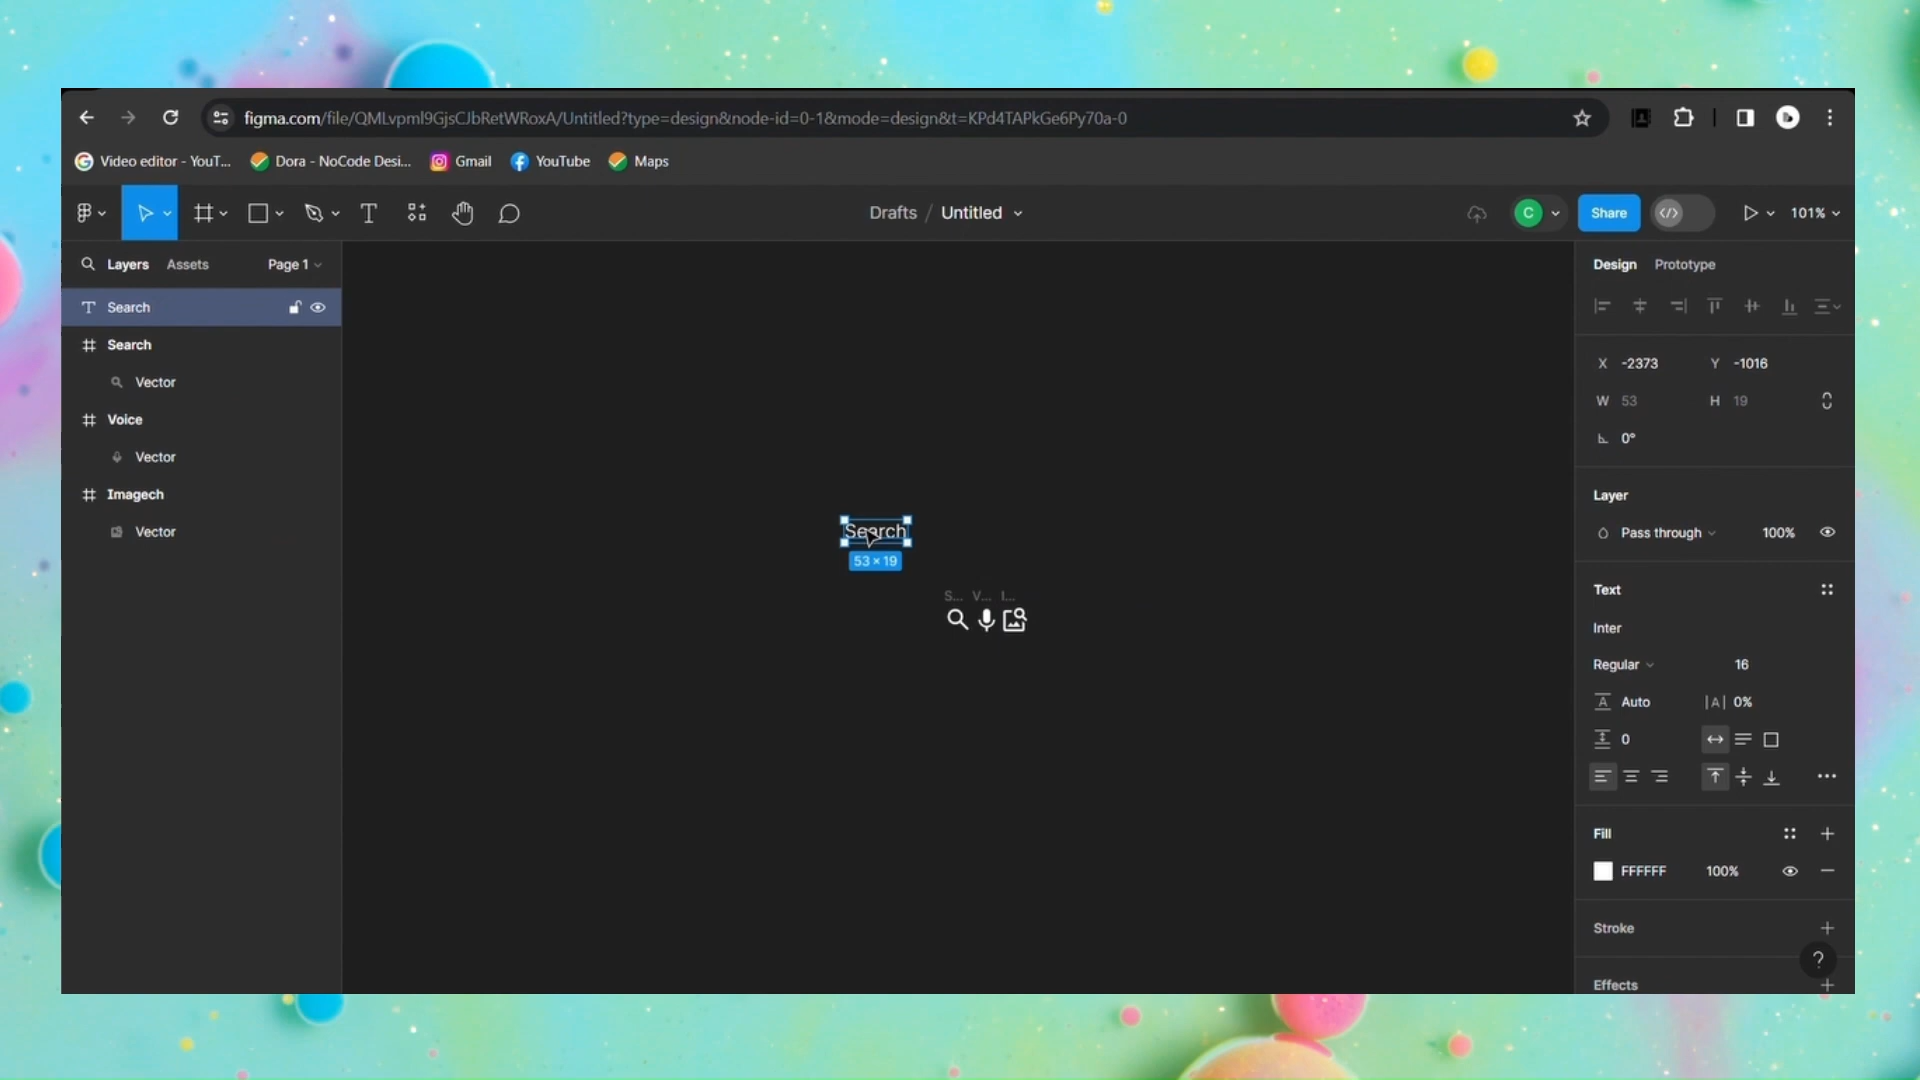 figma.com/file/QMLvpml9GjsCJbRetWRoxA/Untitled?type=design&node-id=0-1&mode=design&t=KPd4TAPkGe6Py70a-0
Video editor - YouT... Dora - NoCode Desi... Gmail YouTube Maps
Drafts / Untitled C Share 101%
Layers Assets Page 1
Search
Search
Vector
Voice
Vector
Imagech
Vector
Search
53 × 19
S... V... I...
Design Prototype
X -2373 Y -1016
W 53 H 19
0°
Layer
Pass through 100%
Text
Inter
Regular 16
Auto |A| 0%
0
Fill
FFFFFF 100%
Stroke
?
Effects